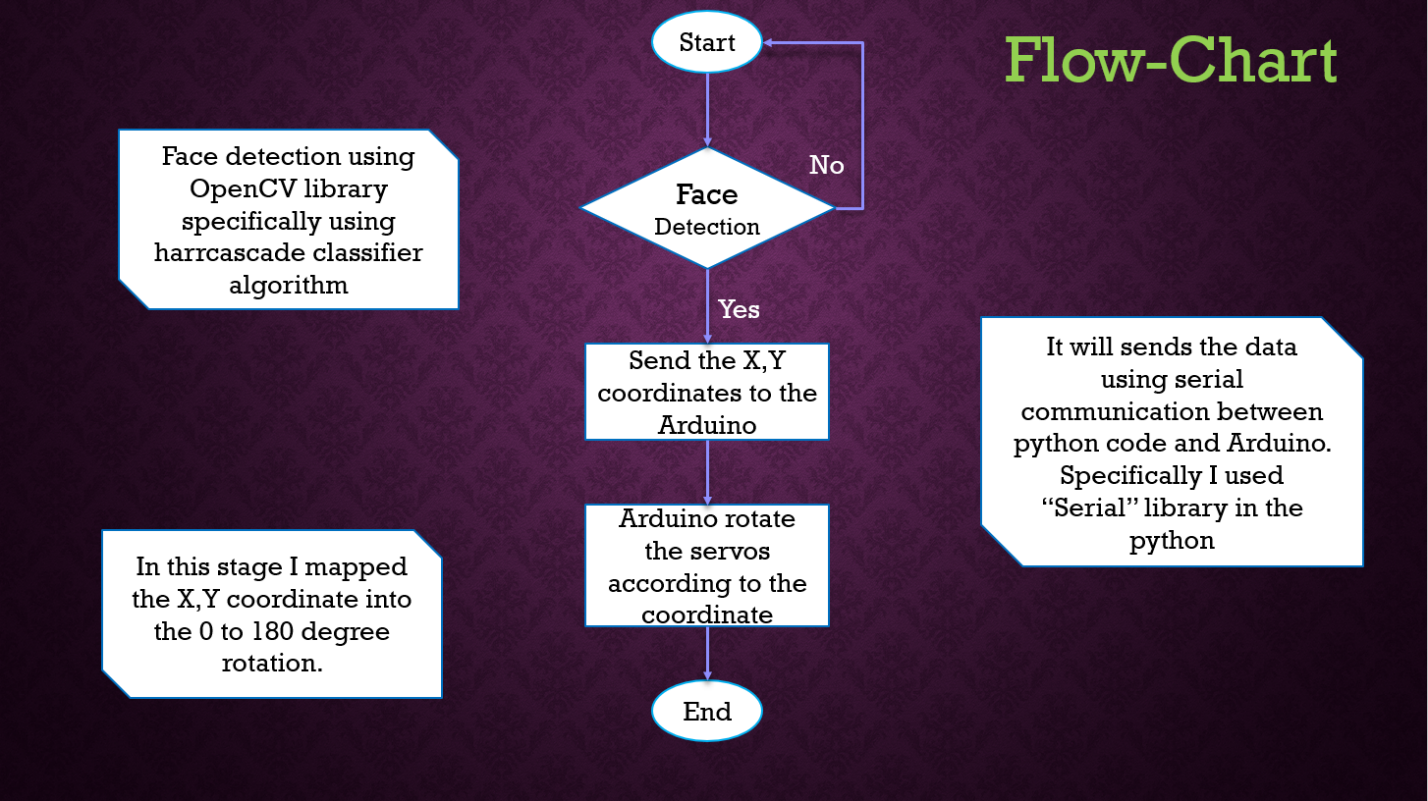 Flow-Chart
Start
No
Face
Detection
Yes
Face detection using
OpenCV library
specifically using
harrcascade classifier
algorithm
Send the X,Y
coordinates to the
Arduino
It will sends the data
using serial
communication between
python code and Arduino.
Specifically I used
“Serial” library in the
python
Arduino rotate
the servos
according to the
coordinate
In this stage I mapped
the X,Y coordinate into
the 0 to 180 degree
rotation.
End